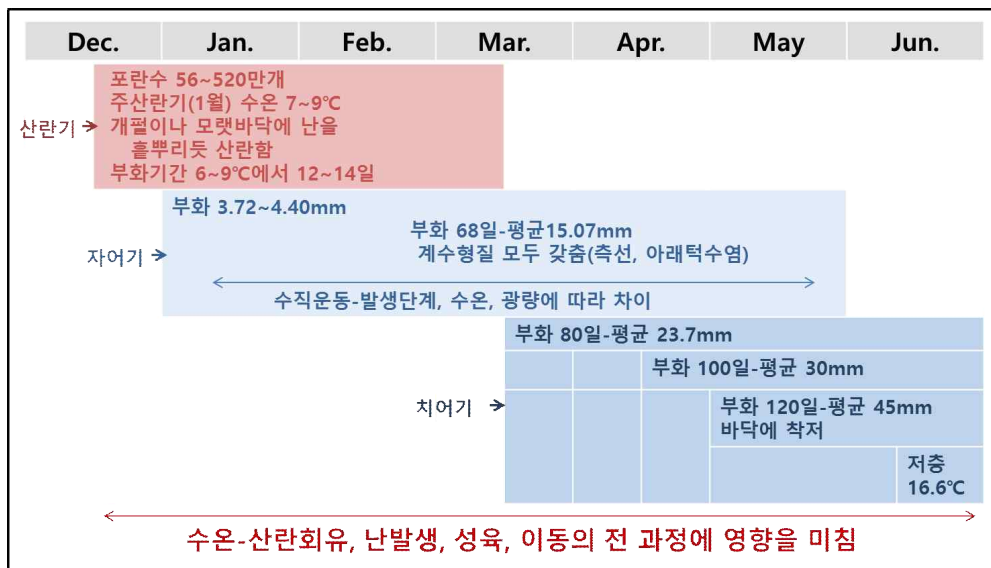 Dec. Jan. Feb. Mar. Apr. May Jun.
산란기
포란수 56~520만개
주산란기(1월) 수온 7~9℃
개펄이나 모랫바닥에 난을
흩뿌리듯 산란함
부화기간 6~9℃에서 12~14일
자어기
부화 3.72~4.40mm
부화 68일-평균15.07mm
계수형질 모두 갖춤(측선, 아래턱수염)
수직운동-발생단계, 수온, 광량에 따라 차이
치어기
부화 80일-평균 23.7mm
부화 100일-평균 30mm
부화 120일-평균 45mm
바닥에 착저
저층
16.6℃
수온-산란회유, 난발생, 성육, 이동의 전 과정에 영향을 미침